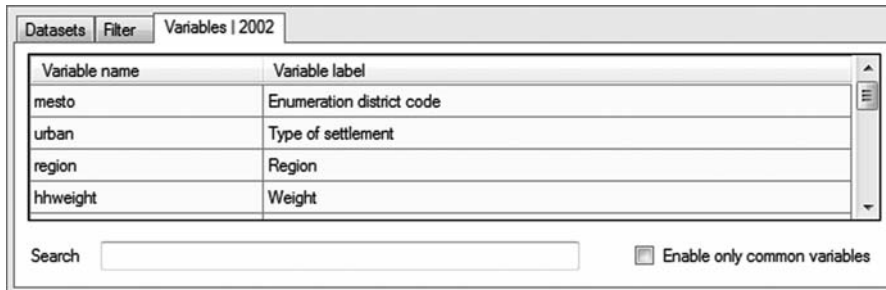 Datasets Filter Variables | 2002
Variable name Variable label
mesto Enumeration district code
urban Type of settlement
region Region
hhweight Weight
Search Enable only common variables